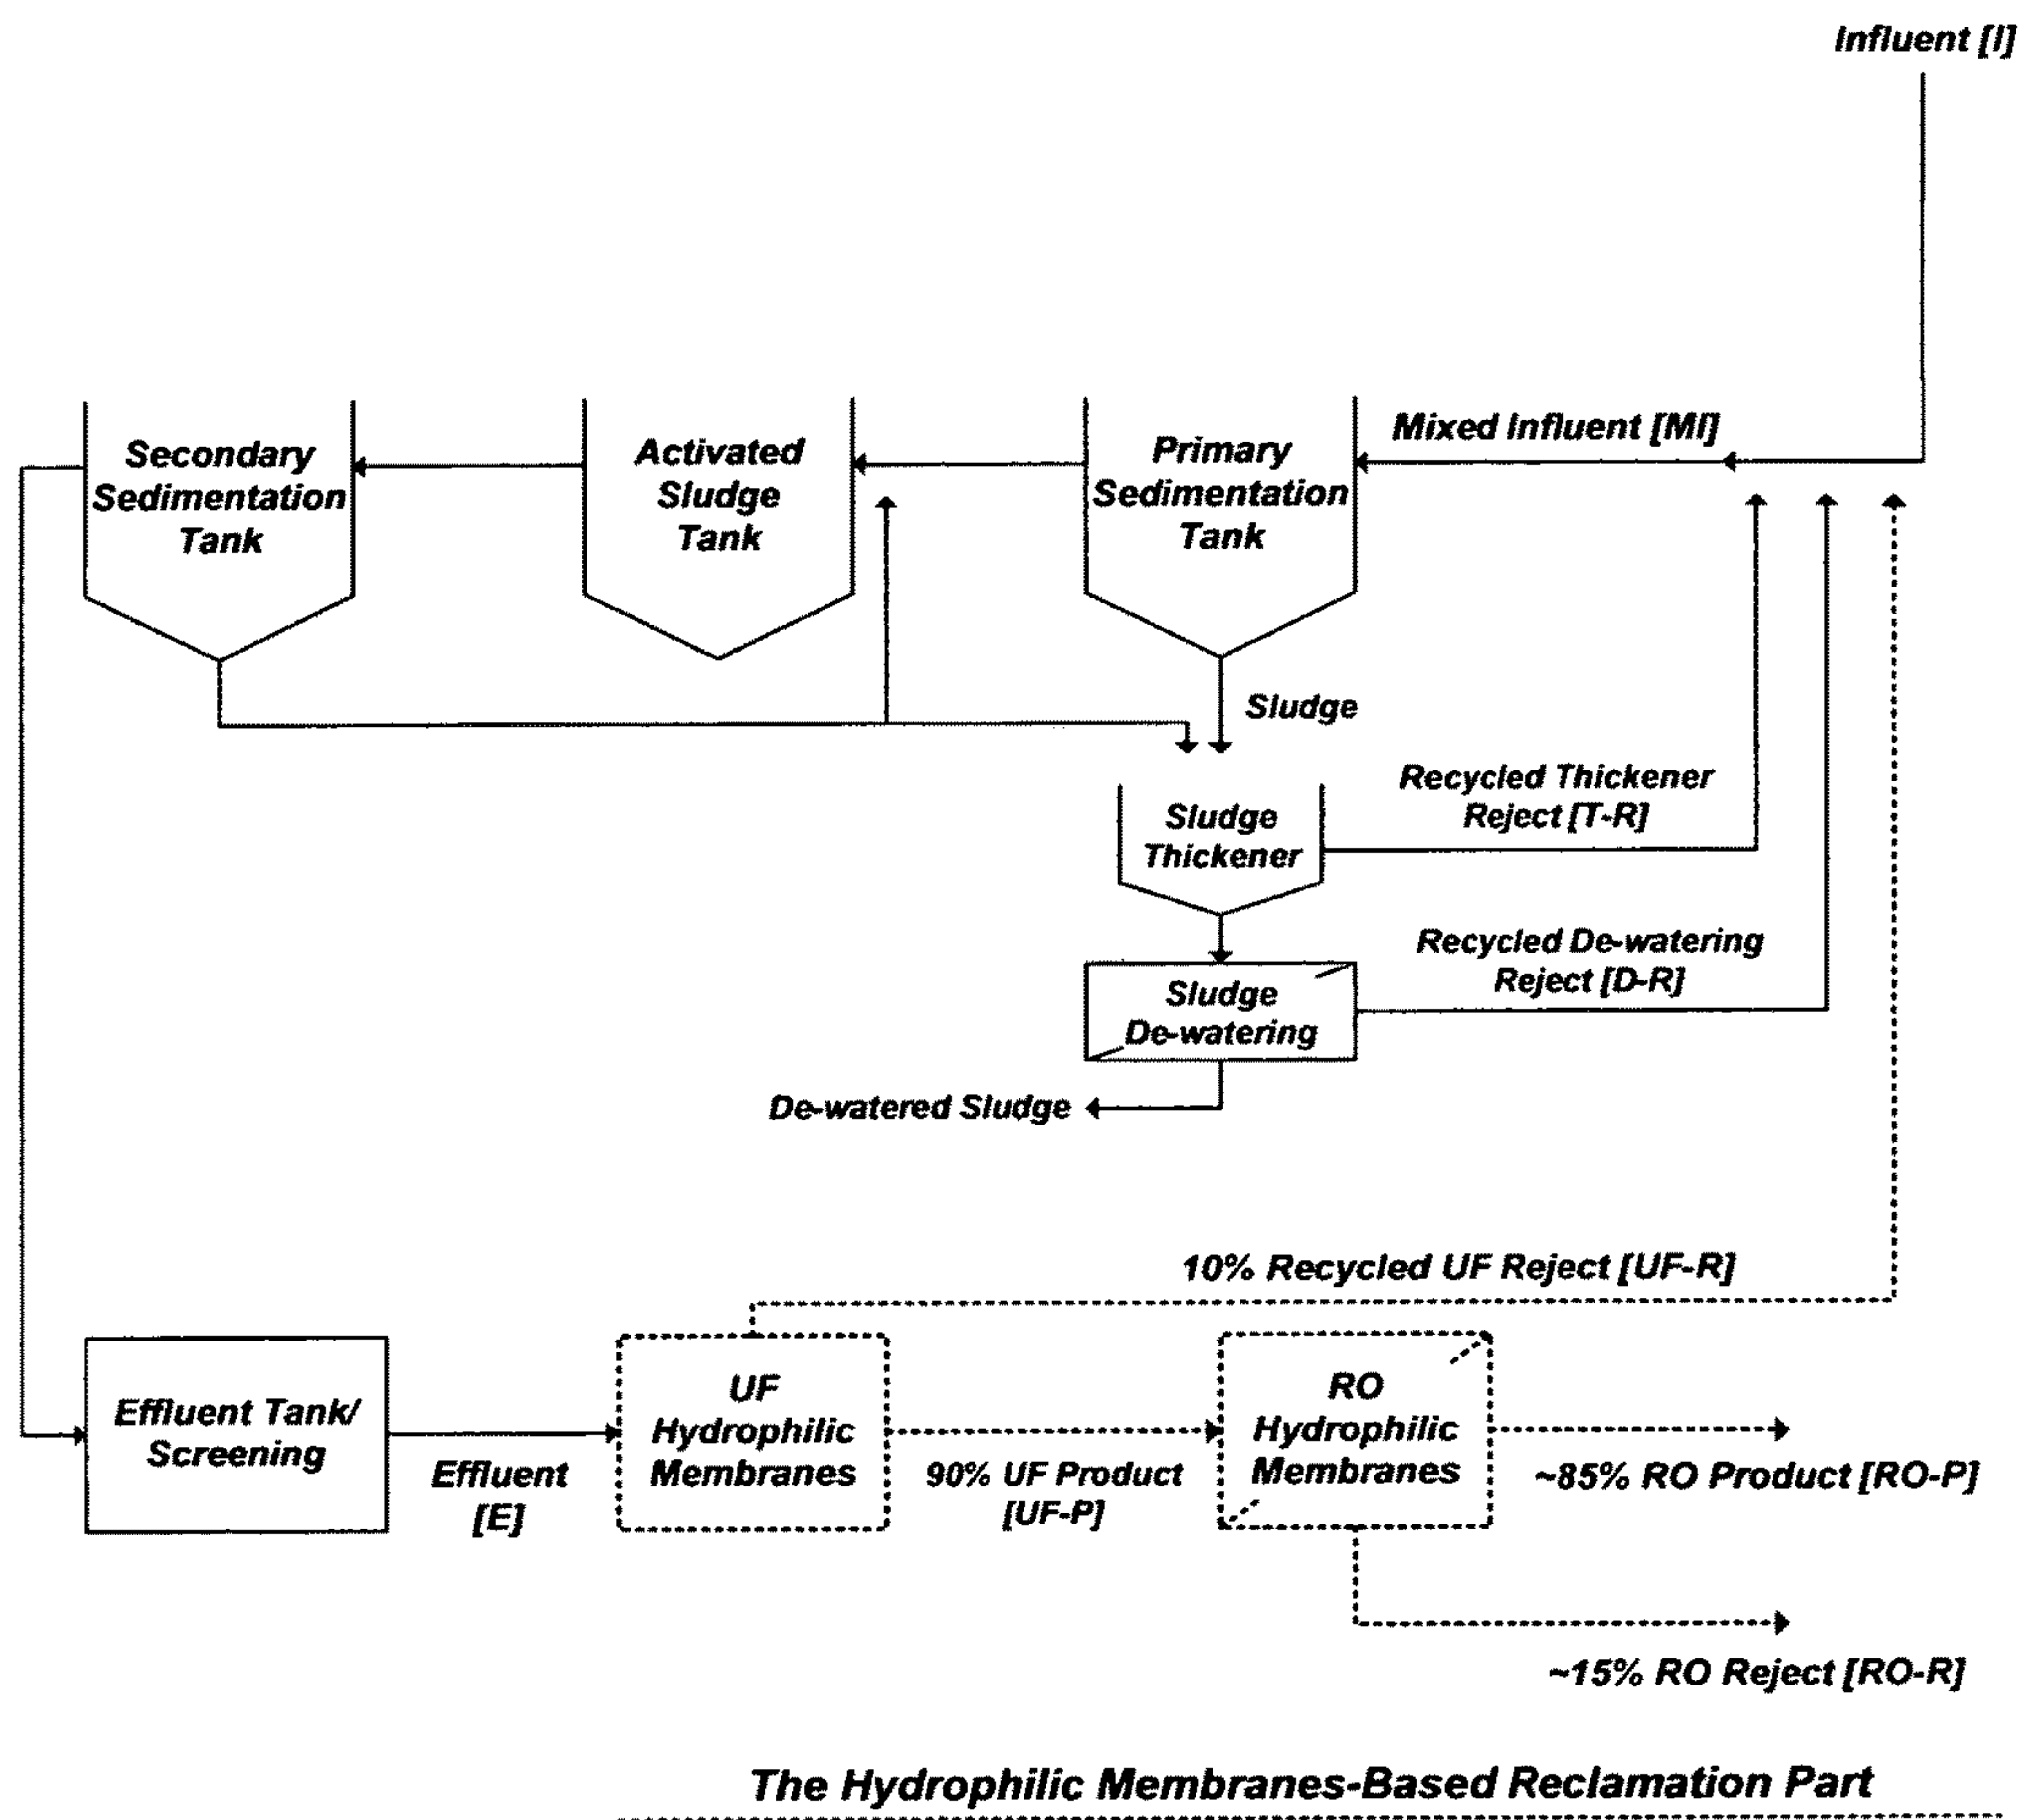 Influent [I]
Mixed Influent [MI]
Secondary
Sedimentation
Tank
Activated
Sludge
Tank
Primary
Sedimentation
Tank
Sludge
Sludge
Thickener
Recycled Thickener
Reject [T-R]
Sludge
De-watering
Recycled De-watering
Reject [D-R]
De-watered Sludge
10% Recycled UF Reject [UF-R]
Effluent Tank/
Screening
Effluent
[E]
UF
Hydrophilic
Membranes
90% UF Product
[UF-P]
RO
Hydrophilic
Membranes
~85% RO Product [RO-P]
~15% RO Reject [RO-R]
The Hydrophilic Membranes-Based Reclamation Part